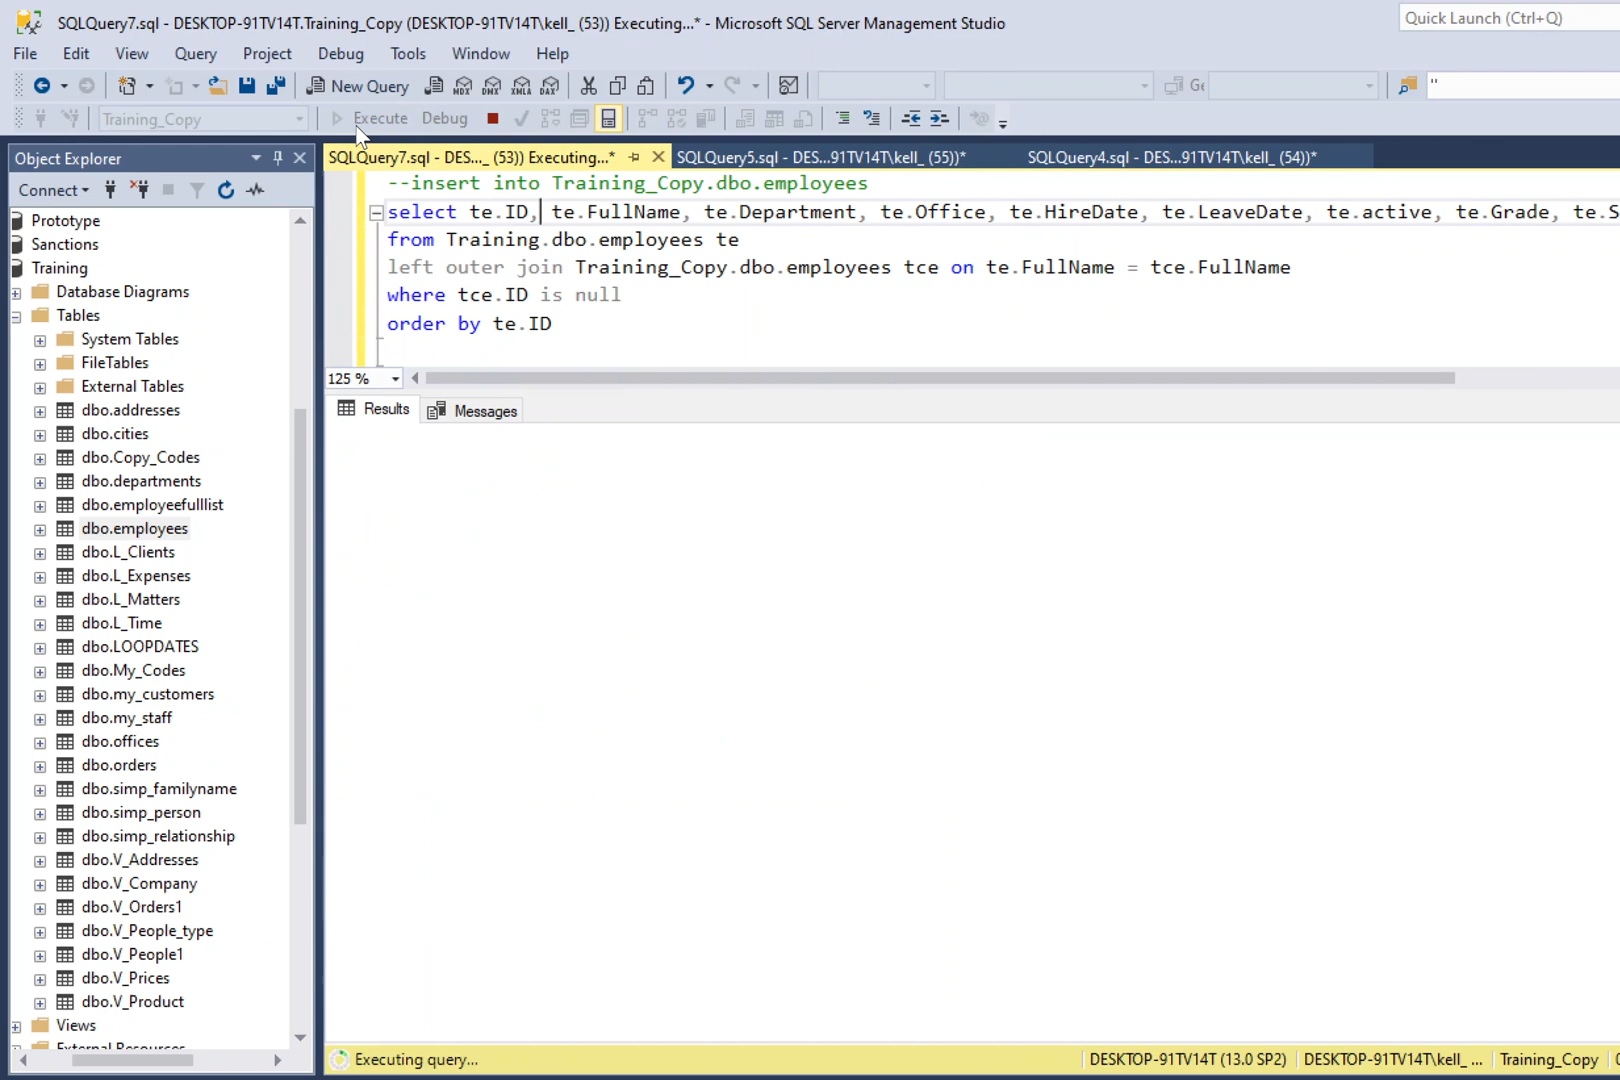 SQLQuery7.sql - DESKTOP-91TV14T.Training_Copy (DESKTOP-91TV14T\kell_ (53)) Executing...* - Microsoft SQL Server Management Studio
Quick Launch (Ctrl+Q)
File Edit View Query Project Debug Tools Window Help
New Query MDX DMX XMLA DAX Ge "
Training_Copy Execute Debug
Object Explorer
SQLQuery7.sql - DES..._ (53)) Executing...* SQLQuery5.sql - DES...91TV14T\kell_ (55))* SQLQuery4.sql - DES...91TV14T\kell_ (54))*
Connect
--insert into Training_Copy.dbo.employees
select te.ID, te.FullName, te.Department, te.Office, te.HireDate, te.LeaveDate, te.active, te.Grade, te.S
from Training.dbo.employees te
left outer join Training_Copy.dbo.employees tce on te.FullName = tce.FullName
where tce.ID is null
order by te.ID
125 %
Results Messages
Prototype
Sanctions
Training
Database Diagrams
Tables
System Tables
FileTables
External Tables
dbo.addresses
dbo.cities
dbo.Copy_Codes
dbo.departments
dbo.employeefulllist
dbo.employees
dbo.L_Clients
dbo.L_Expenses
dbo.L_Matters
dbo.L_Time
dbo.LOOPDATES
dbo.My_Codes
dbo.my_customers
dbo.my_staff
dbo.offices
dbo.orders
dbo.simp_familyname
dbo.simp_person
dbo.simp_relationship
dbo.V_Addresses
dbo.V_Company
dbo.V_Orders1
dbo.V_People_type
dbo.V_People1
dbo.V_Prices
dbo.V_Product
Views
External Resources
Executing query... DESKTOP-91TV14T (13.0 SP2) DESKTOP-91TV14T\kell_ ... Training_Copy